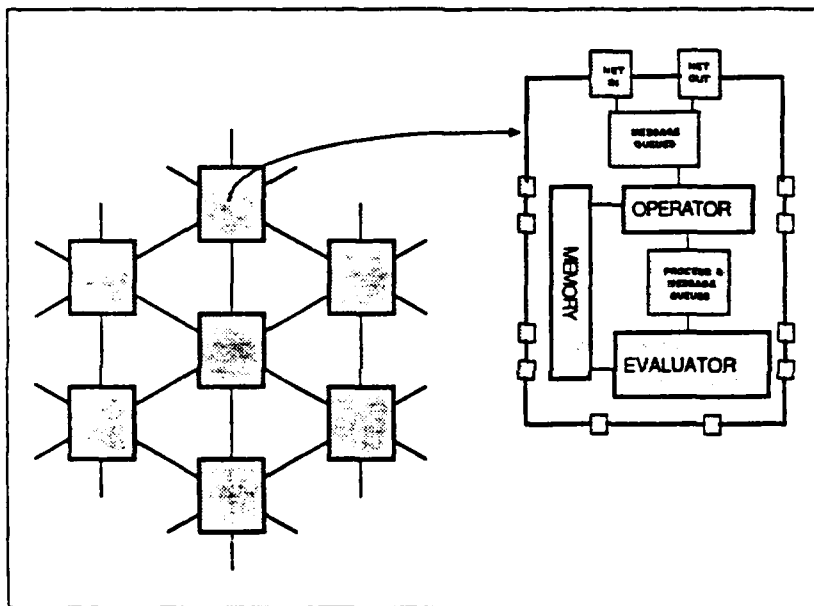 NET
IN
NET
OUT
MESSAGE
QUEUES
OPERATOR
MEMORY
PROCESS &
MESSAGE
QUEUES
EVALUATOR